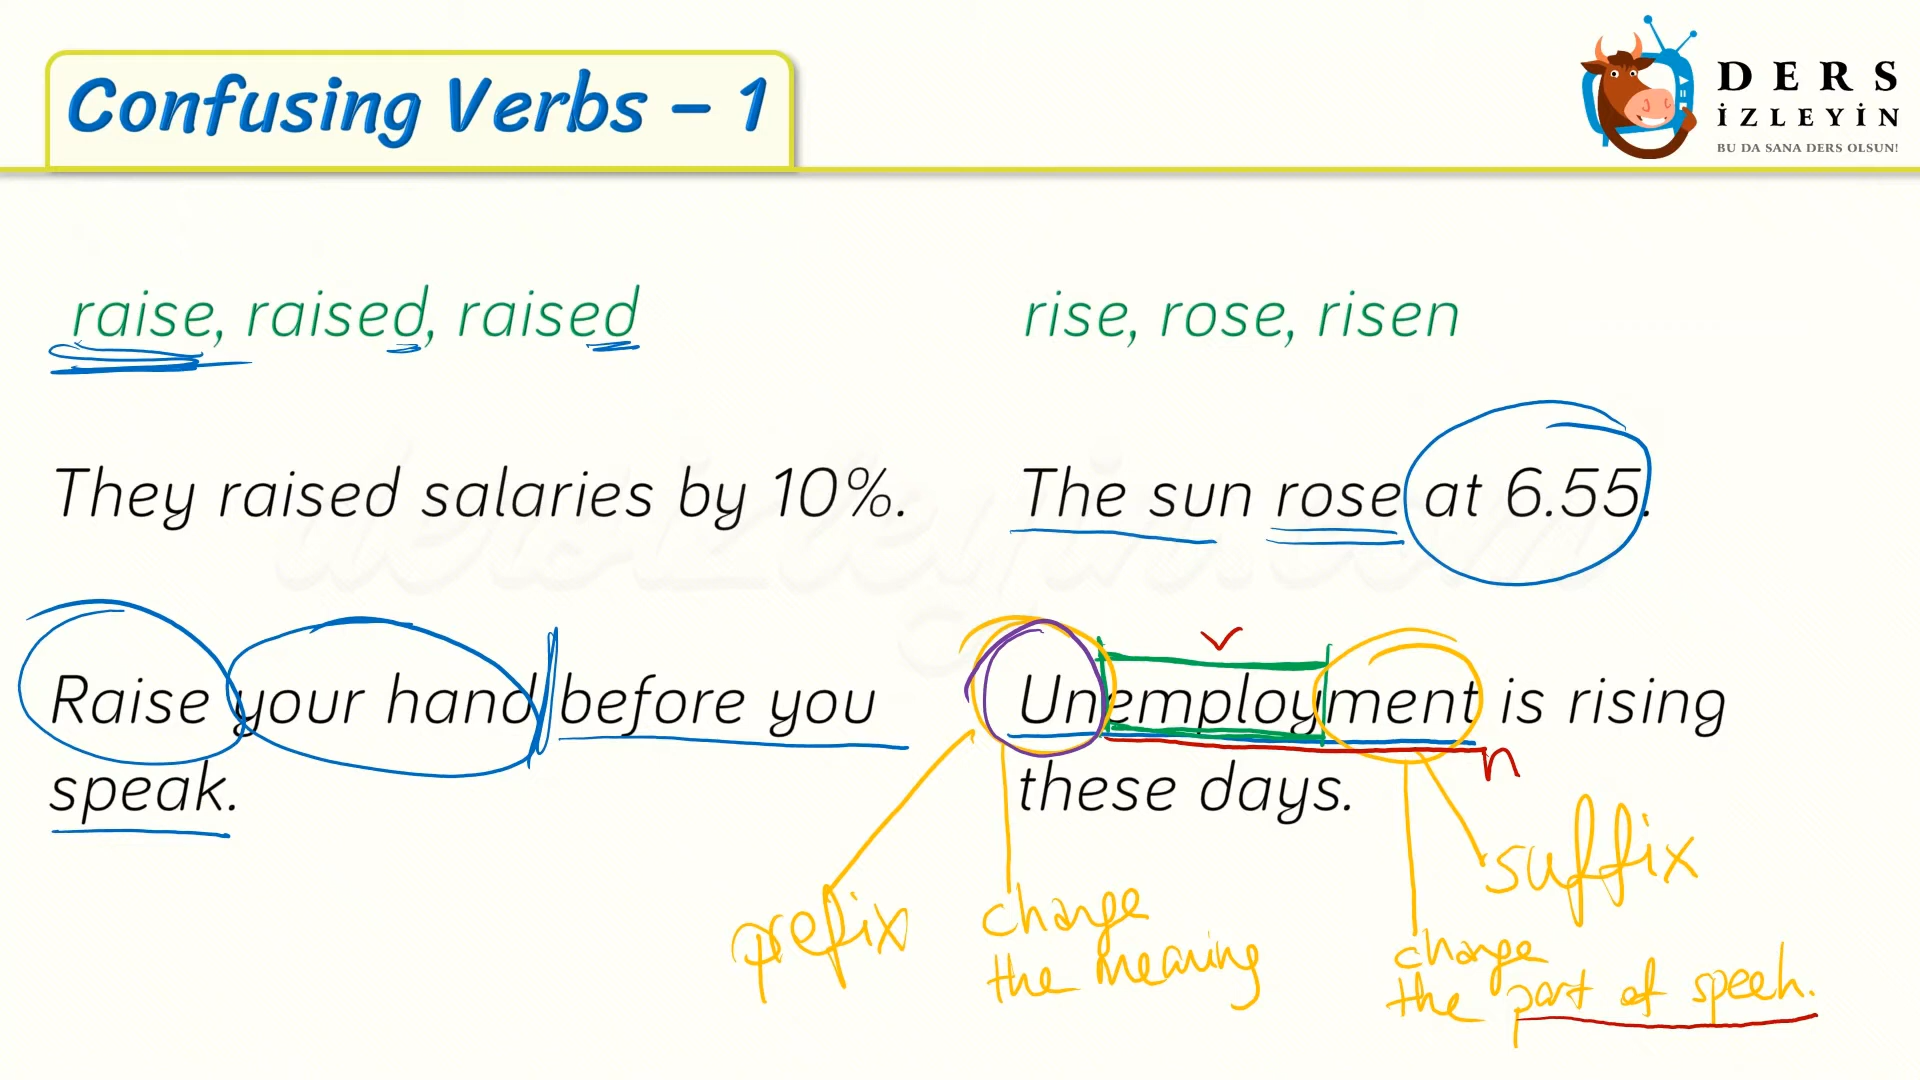 Confusing Verbs – 1
DERS
İZLEYİN
BU DA SANA DERS OLSUN!
raise, raised, raised
They raised salaries by 10%.
Raise your hand before you
speak.
rise, rose, risen
The sun rose at 6.55.
Unemployment is rising
these days.
v
n
prefix
change
the meaning
suffix
change
the part of speeh.